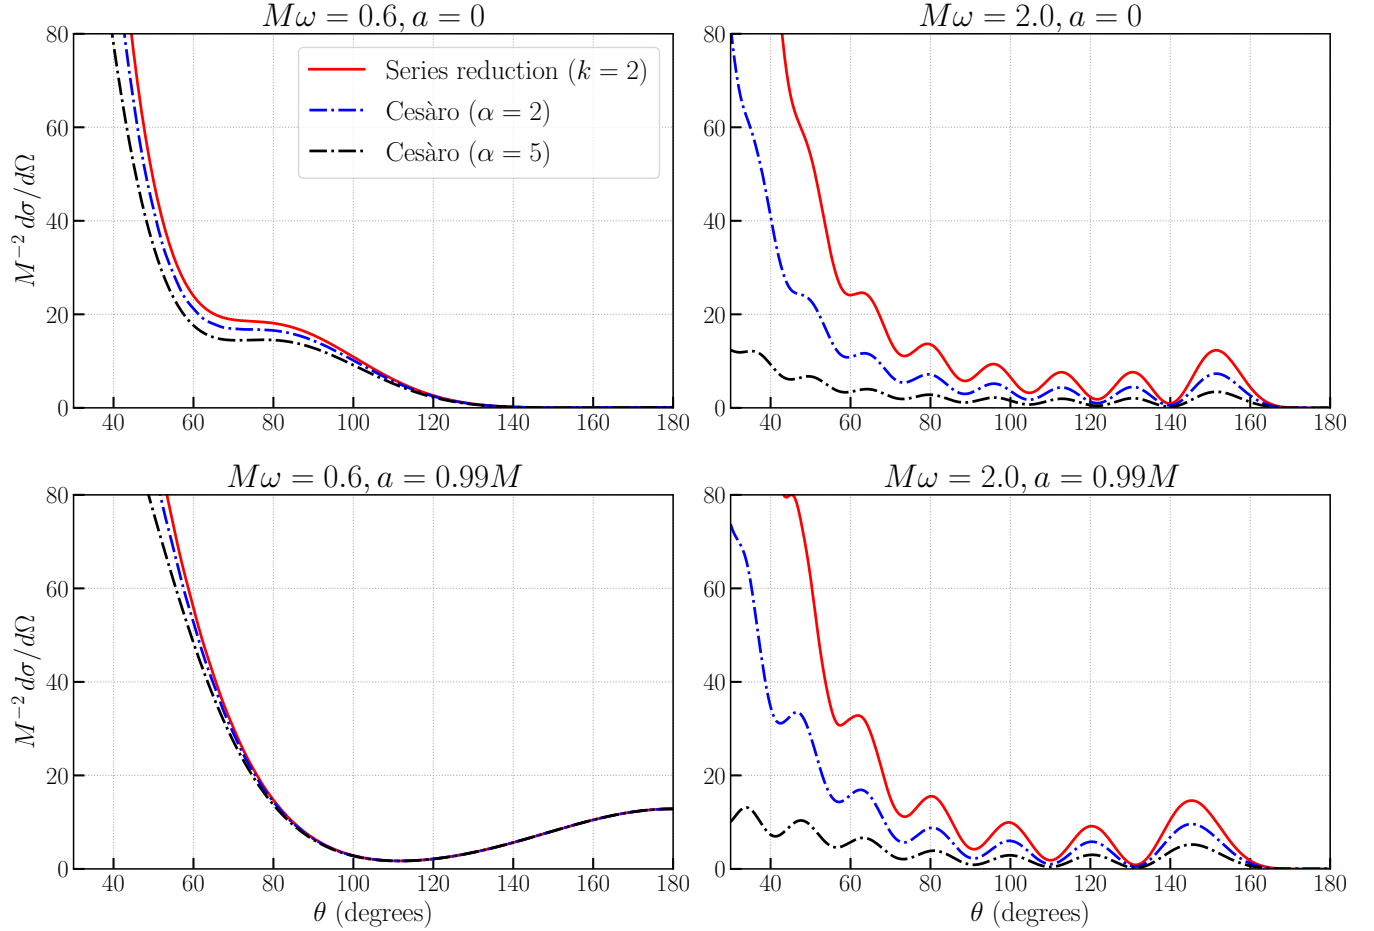 Mω = 0.6, a = 0
Mω = 2.0, a = 0
80
60
40
20
0
M⁻² dσ/dΩ
Series reduction (k = 2)
Cesàro (α = 2)
Cesàro (α = 5)
40 60 80 100 120 140 160 180
80
60
40
20
0
40 60 80 100 120 140 160 180
Mω = 0.6, a = 0.99M
Mω = 2.0, a = 0.99M
80
60
40
20
0
M⁻² dσ/dΩ
40 60 80 100 120 140 160 180
θ (degrees)
80
60
40
20
0
40 60 80 100 120 140 160 180
θ (degrees)